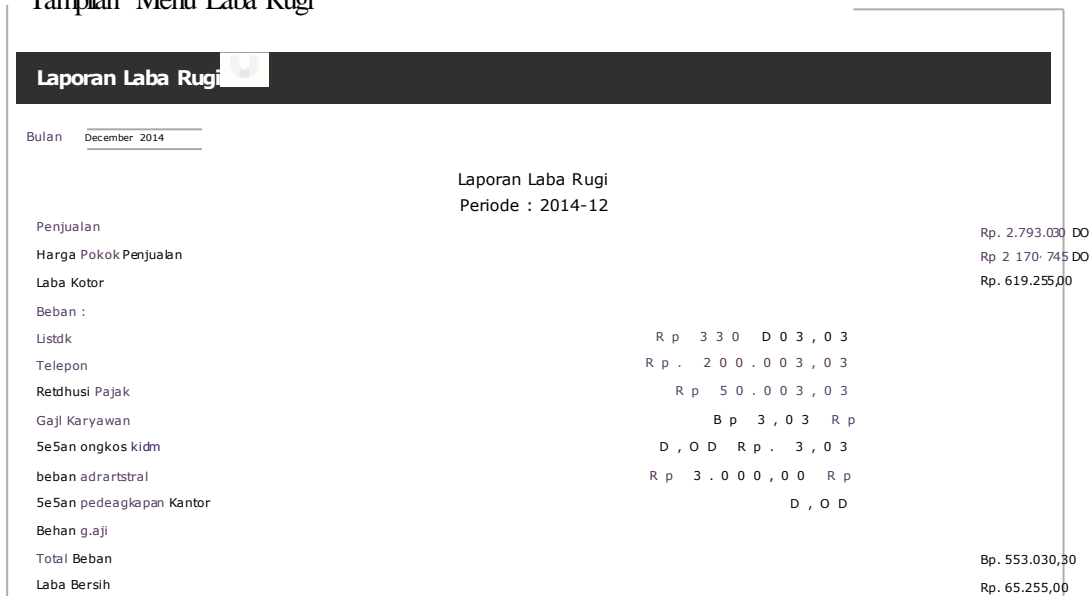 Tampilan Menu Laba Rugi
Laporan Laba Rugi
Bulan December 2014
Laporan Laba Rugi
Periode : 2014-12
Penjualan Rp. 2.793.030 DO
Harga Pokok Penjualan Rp 2 170· 745 DO
Laba Kotor Rp. 619.255,00
Beban :
Listdk Rp 330 D03,03
Telepon Rp. 200.003,03
Retdhusi Pajak Rp 50.003,03
Gajl Karyawan Bp 3,03 Rp
5e5an ongkos kidm D,OD Rp. 3,03
beban adrartstral Rp 3.000,00 Rp
5e5an pedeagkapan Kantor D,OD
Behan g.aji
Total Beban Bp. 553.030,30
Laba Bersih Rp. 65.255,00